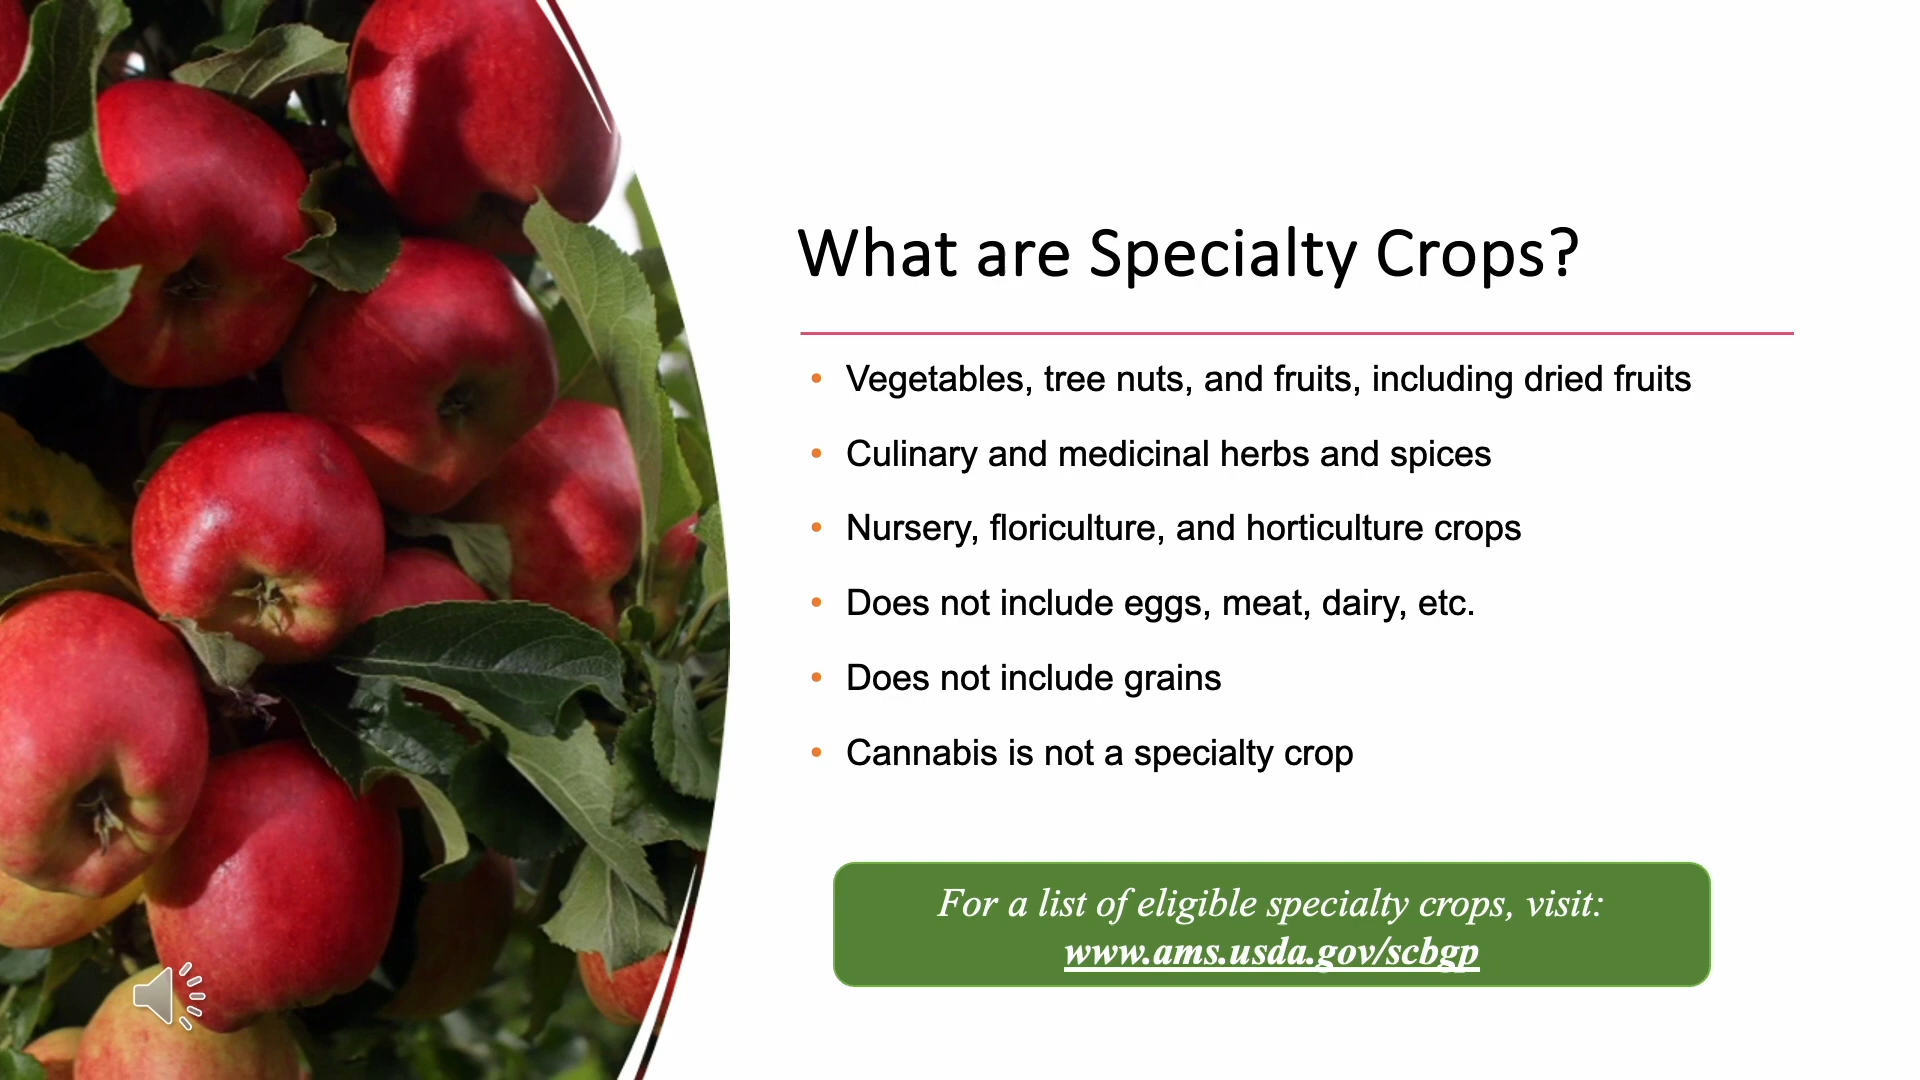 What are Specialty Crops?
• Vegetables, tree nuts, and fruits, including dried fruits
• Culinary and medicinal herbs and spices
• Nursery, floriculture, and horticulture crops
• Does not include eggs, meat, dairy, etc.
• Does not include grains
• Cannabis is not a specialty crop
For a list of eligible specialty crops, visit:
www.ams.usda.gov/scbgp